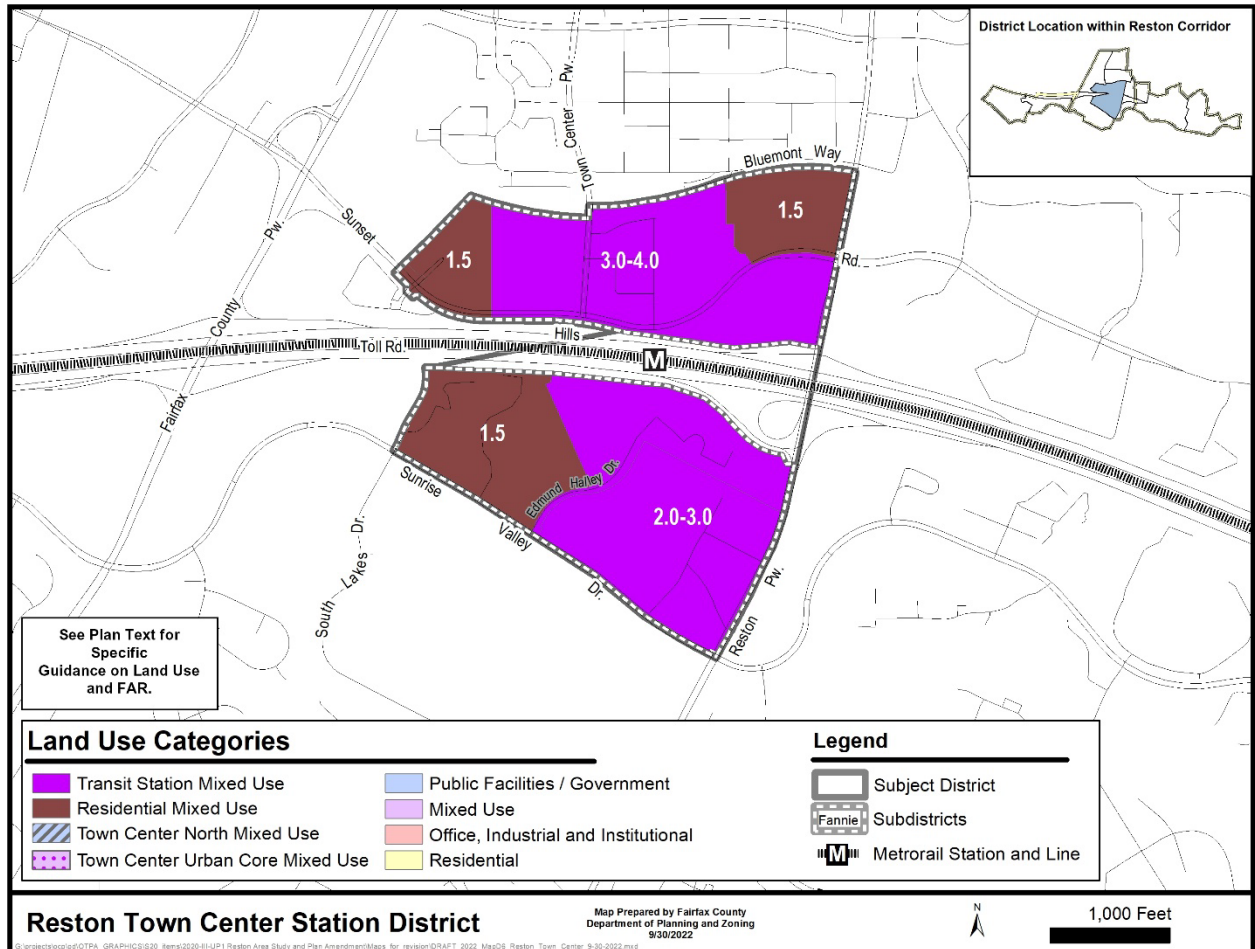 District Location within Reston Corridor
Center Pw.
Town
Bluemont Way
1.5
Sunset
Pw.
1.5
3.0-4.0
Rd.
County
Hills
Toll Rd.
M
Fairfax
1.5
Sunrise
Edmund Halley Dr.
2.0-3.0
Valley
Dr.
South Lakes Dr.
Pw.
Reston
See Plan Text for
Specific
Guidance on Land Use
and FAR.
Land Use Categories
Transit Station Mixed Use
Residential Mixed Use
Town Center North Mixed Use
Town Center Urban Core Mixed Use
Public Facilities / Government
Mixed Use
Office, Industrial and Institutional
Residential
Legend
Subject District
Fannie
Subdistricts
M
Metrorail Station and Line
Reston Town Center Station District
Map Prepared by Fairfax County
Department of Planning and Zoning
9/30/2022
N
1,000 Feet